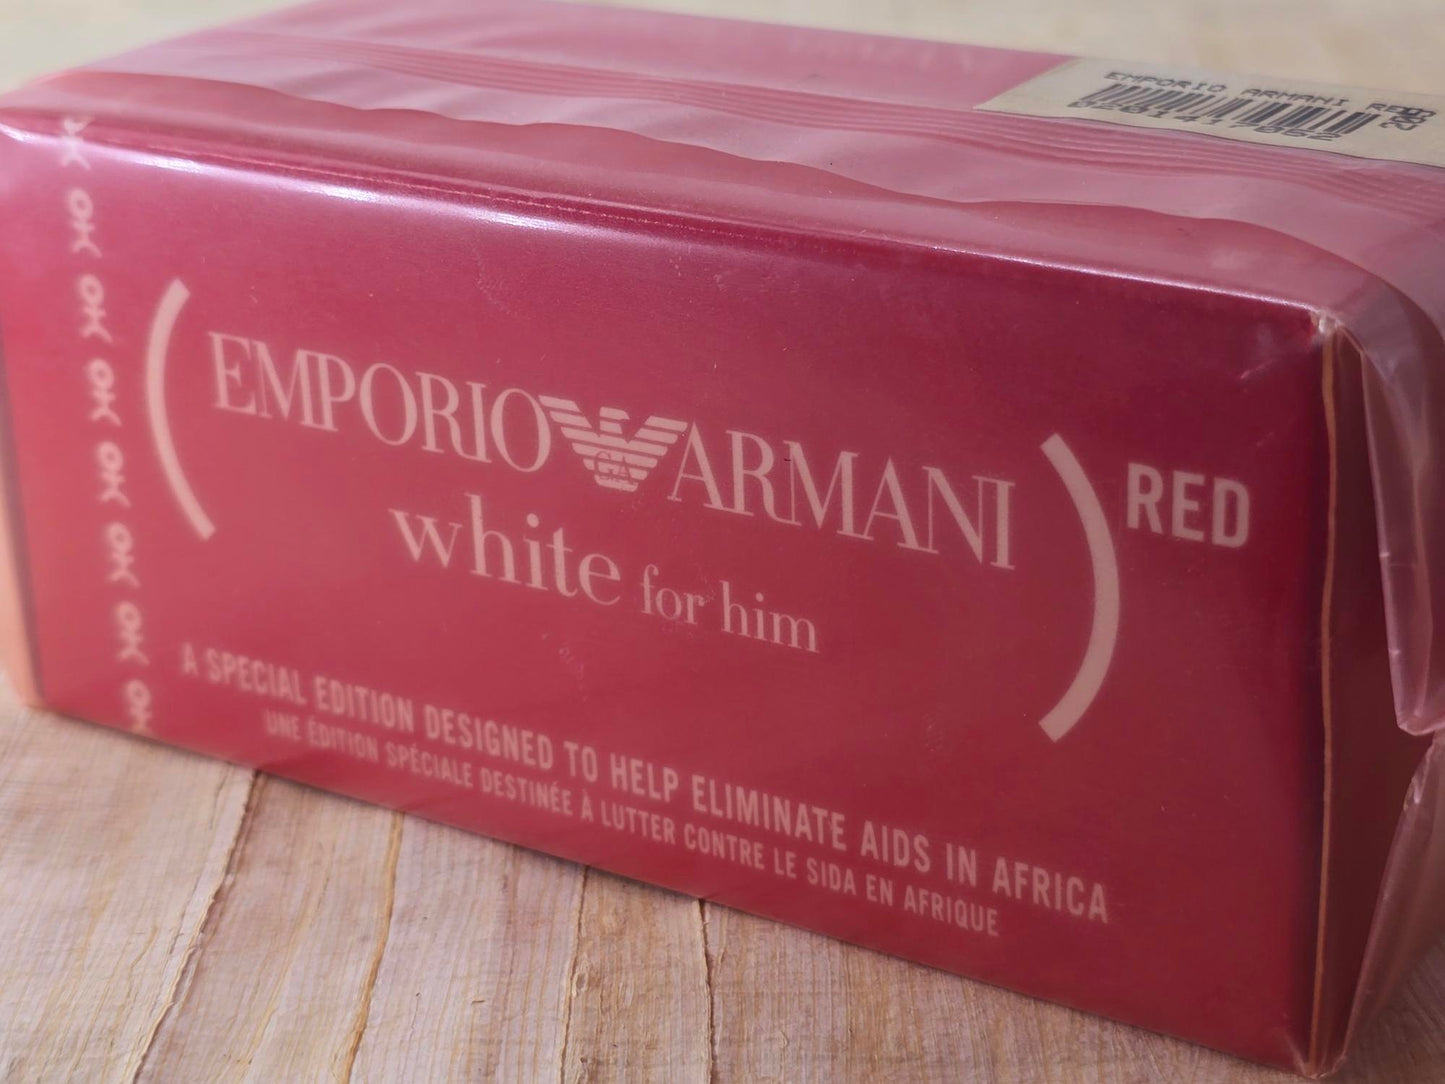 EMPORIO ARMANI RED
(EMPORIO ARMANI) RED
white for him
A SPECIAL EDITION DESIGNED TO HELP ELIMINATE AIDS IN AFRICA
UNE ÉDITION SPÉCIALE DESTINÉE À LUTTER CONTRE LE SIDA EN AFRIQUE